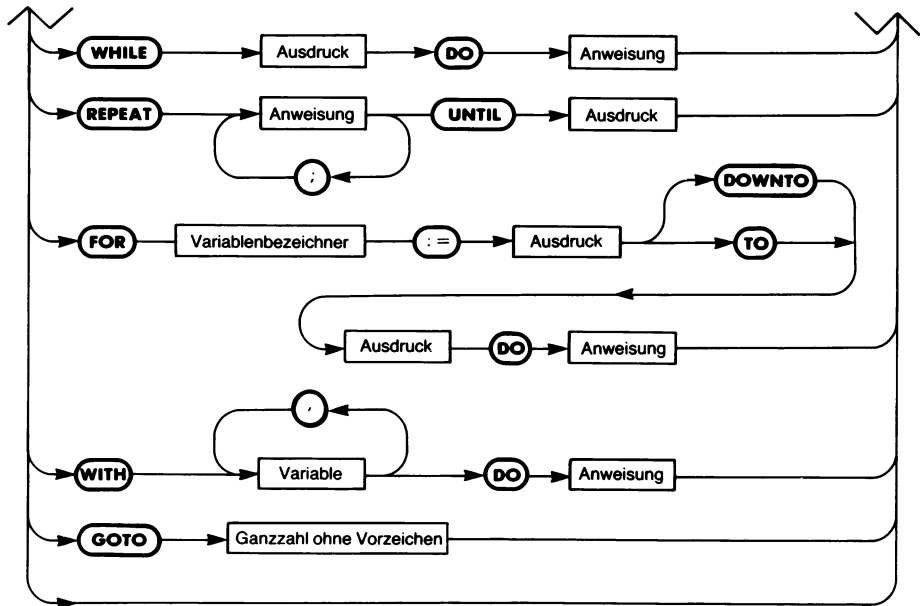 WHILE Ausdruck DO Anweisung
REPEAT Anweisung UNTIL Ausdruck
;
DOWNTO
FOR Variablenbezeichner := Ausdruck TO
Ausdruck DO Anweisung
,
WITH Variable DO Anweisung
GOTO Ganzzahl ohne Vorzeichen